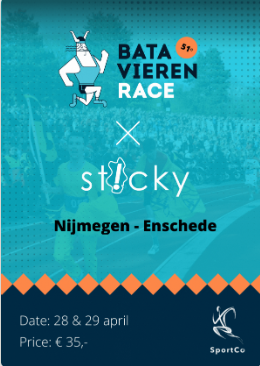 BATA
51e
VIEREN
RACE
st!cky
Nijmegen - Enschede
Date: 28 & 29 april
Price: € 35,-
SportCo